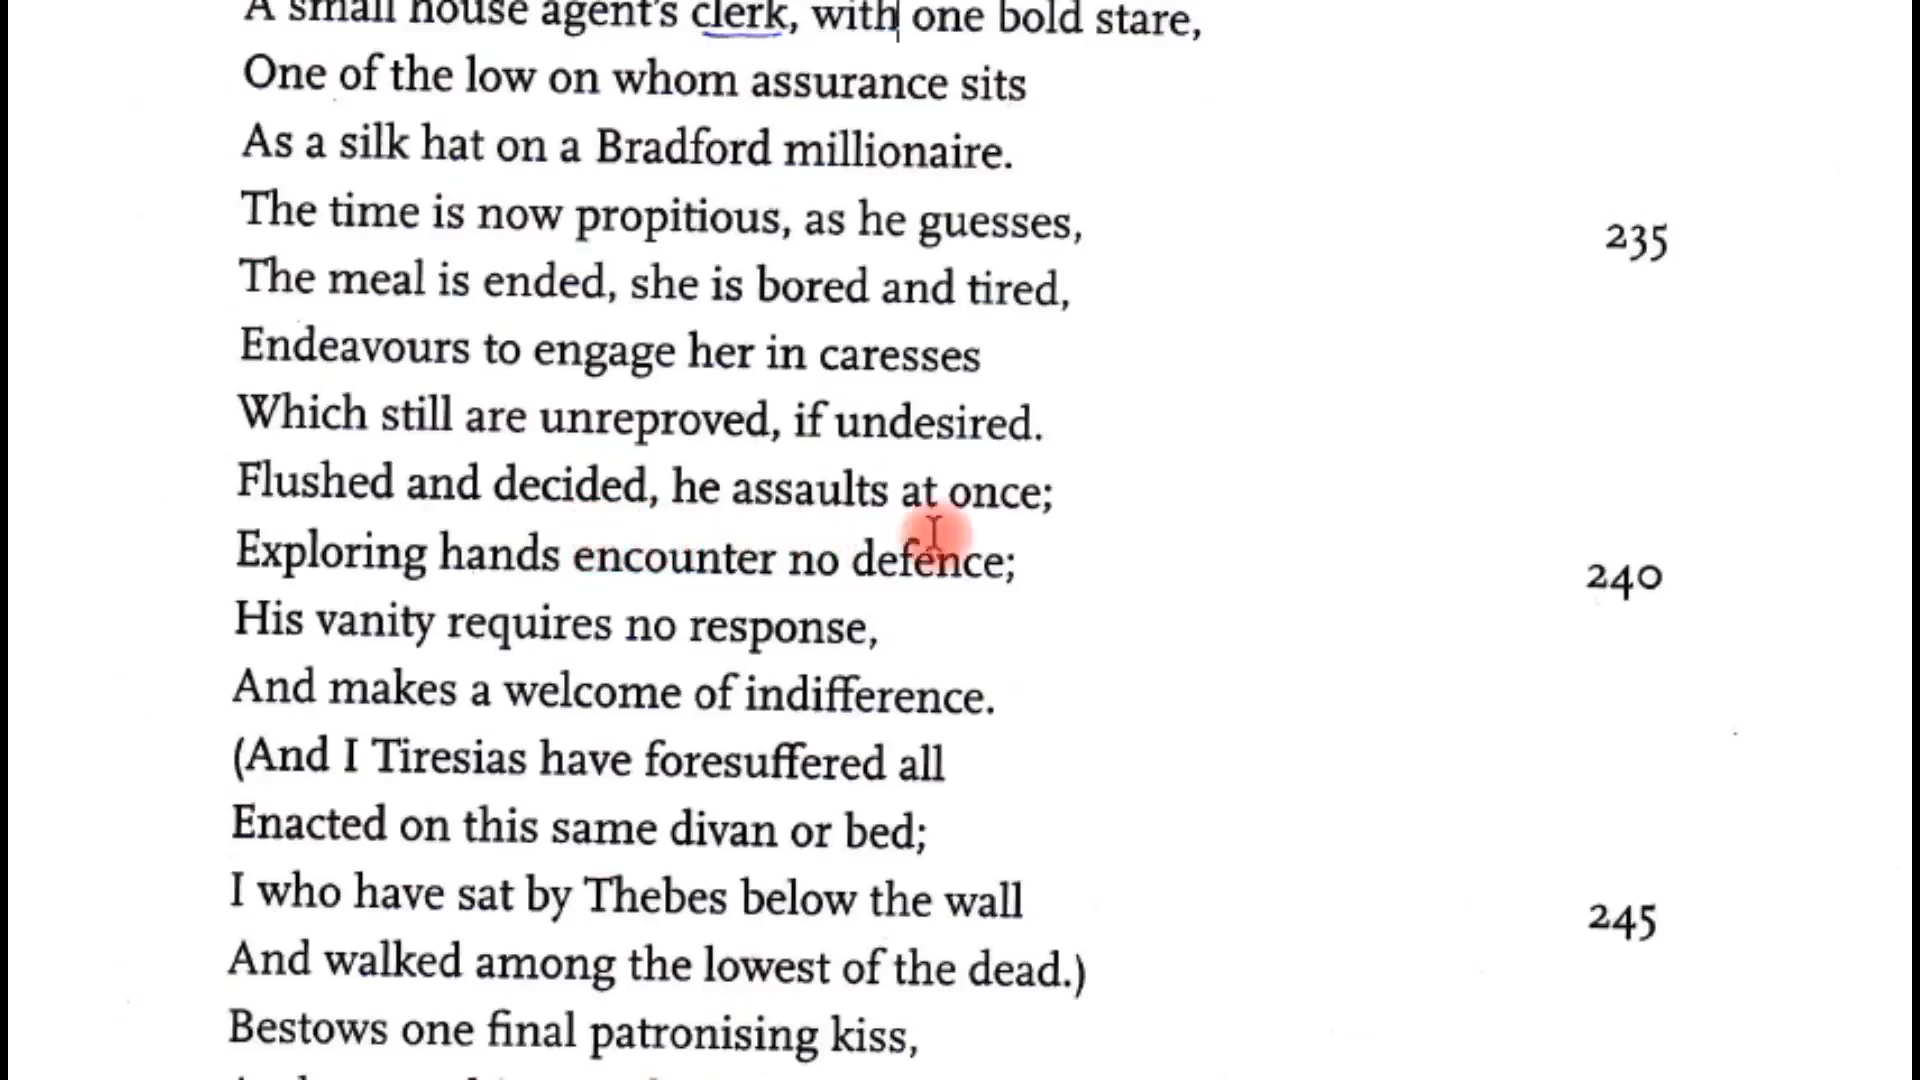 A small house agent's clerk, with one bold stare,
One of the low on whom assurance sits
As a silk hat on a Bradford millionaire.
The time is now propitious, as he guesses, 235
The meal is ended, she is bored and tired,
Endeavours to engage her in caresses
Which still are unreproved, if undesired.
Flushed and decided, he assaults at once;
Exploring hands encounter no defence; 240
His vanity requires no response,
And makes a welcome of indifference.
(And I Tiresias have foresuffered all
Enacted on this same divan or bed;
I who have sat by Thebes below the wall 245
And walked among the lowest of the dead.)
Bestows one final patronising kiss,